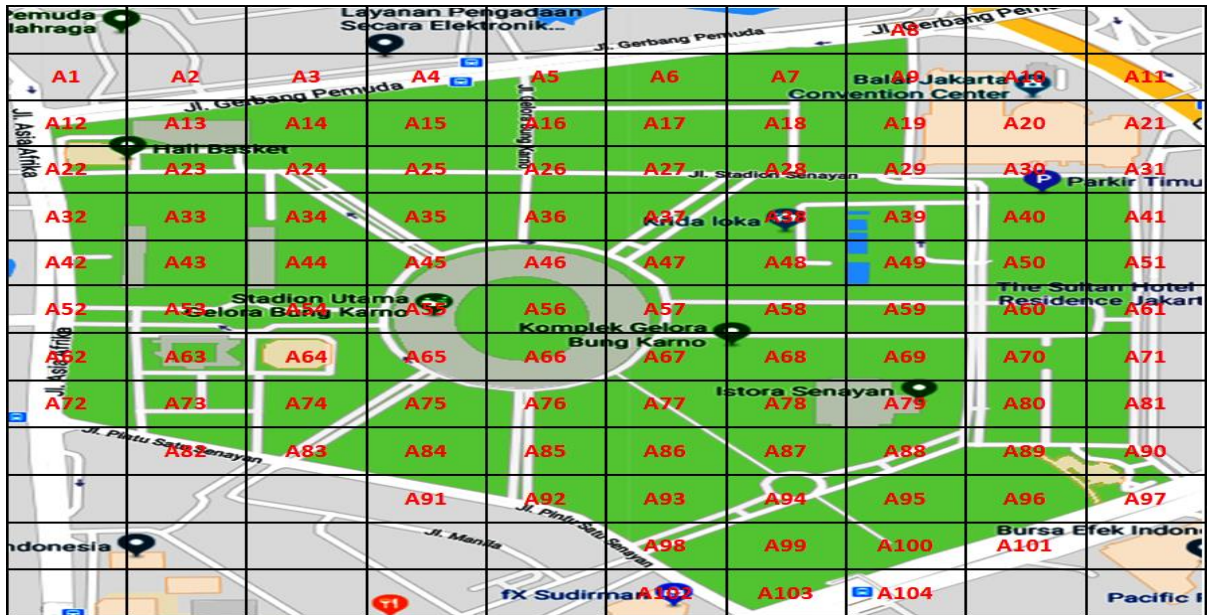 Pemuda
lahraga
Layanan Pengadaan
Secara Elektronik...
Jl. Gerbang Pemuda
Jl. Gerbang Pem
A8
A1 A2 A3 A4 A5 A6 A7 A9 A10 A11
Balai Jakarta
Convention Center
Jl. Gerbang Pemuda
Jl. Gelora Bung Karno
Jl. Asia Afrika
A12 A13 A14 A15 A16 A17 A18 A19 A20 A21
Hall Basket
A22 A23 A24 A25 A26 A27 A28 A29 A30 A31
Jl. Stadion Senayan
Parkir Timu
A32 A33 A34 A35 A36 A37 A38 A39 A40 A41
Krida loka
A42 A43 A44 A45 A46 A47 A48 A49 A50 A51
The Sultan Hotel
Residence Jakart
Stadion Utama
Gelora Bung Karno
A52 A53 A54 A55 A56 A57 A58 A59 A60 A61
Komplek Gelora
Bung Karno
Jl. Asia Afrika
A62 A63 A64 A65 A66 A67 A68 A69 A70 A71
Istora Senayan
A72 A73 A74 A75 A76 A77 A78 A79 A80 A81
Jl. Pintu Satu Senayan
A82 A83 A84 A85 A86 A87 A88 A89 A90
A91 A92 A93 A94 A95 A96 A97
Jl. Pintu Satu Senayan
Jl. Manila
Bursa Efek Indon
ndonesia
A98 A99 A100 A101
fX Sudirman
A102 A103 A104
Pacific